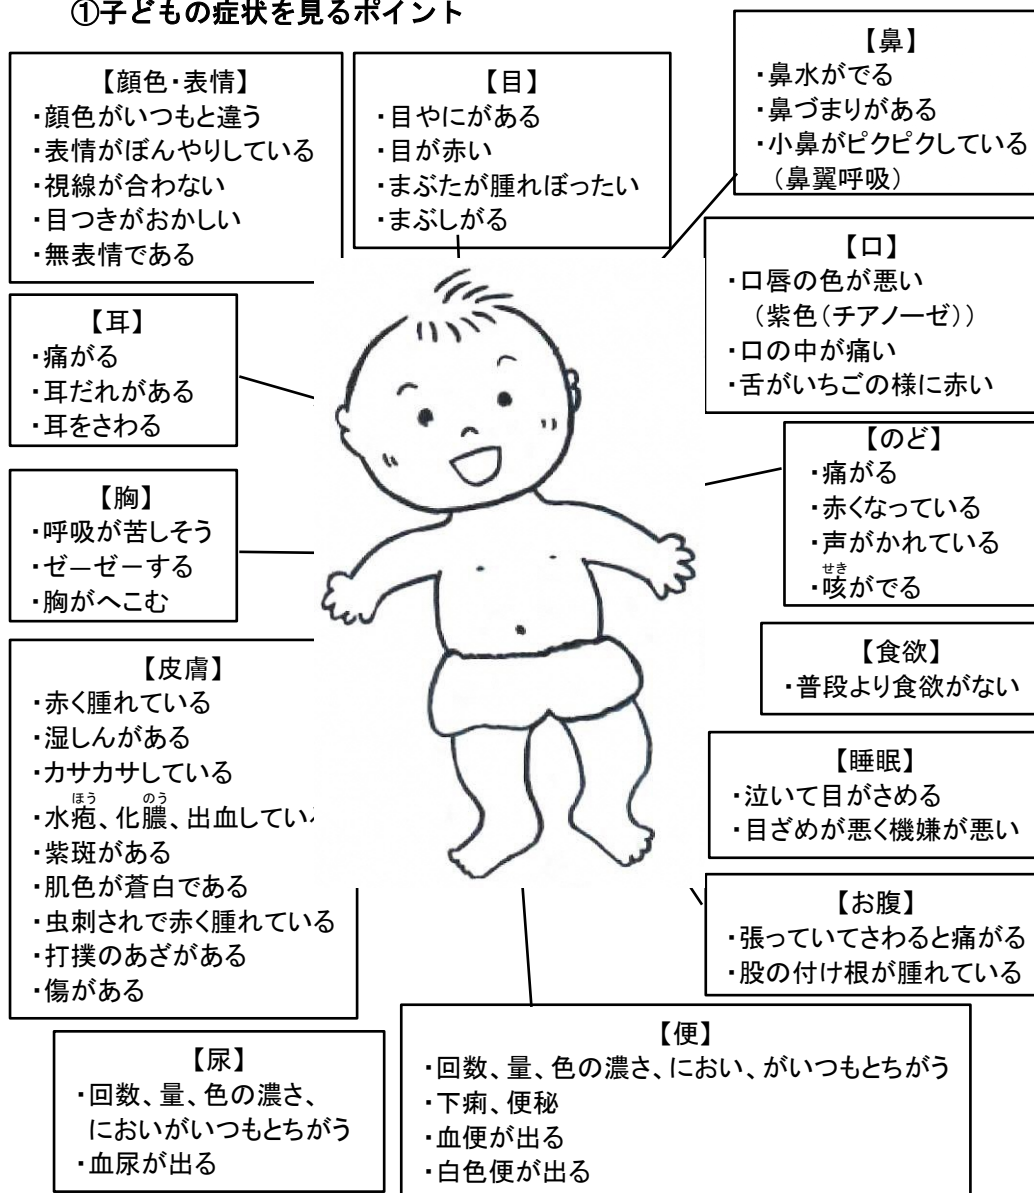 ①子どもの症状を見るポイント
【顔色・表情】
・顔色がいつもと違う
・表情がぼんやりしている
・視線が合わない
・目つきがおかしい
・無表情である
【目】
・目やにがある
・目が赤い
・まぶたが腫れぼったい
・まぶしがる
【鼻】
・鼻水がでる
・鼻づまりがある
・小鼻がピクピクしている
（鼻翼呼吸）
【口】
・口唇の色が悪い
（紫色（チアノーゼ））
・口の中が痛い
・舌がいちごの様に赤い
【耳】
・痛がる
・耳だれがある
・耳をさわる
【のど】
・痛がる
・赤くなっている
・声がかれている
せき
・咳がでる
【胸】
・呼吸が苦しそう
・ゼーゼーする
・胸がへこむ
【食欲】
・普段より食欲がない
【皮膚】
・赤く腫れている
・湿しんがある
・カサカサしている
ほう のう
・水疱、化膿、出血してい
・紫斑がある
・肌色が蒼白である
・虫刺されで赤く腫れている
・打撲のあざがある
・傷がある
【睡眠】
・泣いて目がさめる
・目ざめが悪く機嫌が悪い
【お腹】
・張っていてさわると痛がる
・股の付け根が腫れている
【尿】
・回数、量、色の濃さ、
においがいつもとちがう
・血尿が出る
【便】
・回数、量、色の濃さ、におい、がいつもとちがう
・下痢、便秘
・血便が出る
・白色便が出る